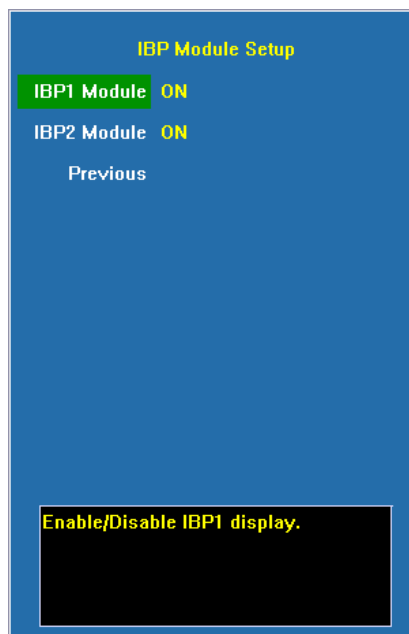 IBP Module Setup
IBP1 Module ON
IBP2 Module ON
Previous
Enable/Disable IBP1 display.